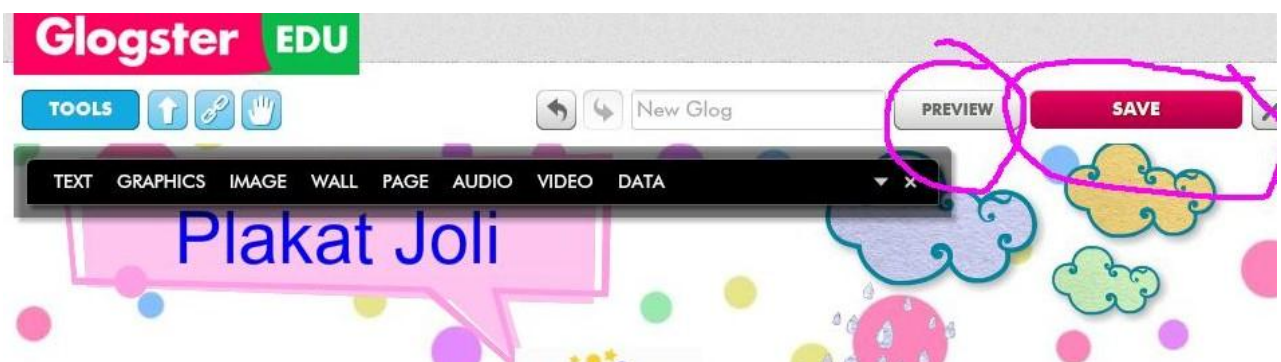 Glogster EDU
TOOLS New Glog PREVIEW SAVE
TEXT GRAPHICS IMAGE WALL PAGE AUDIO VIDEO DATA
Plakat Joli